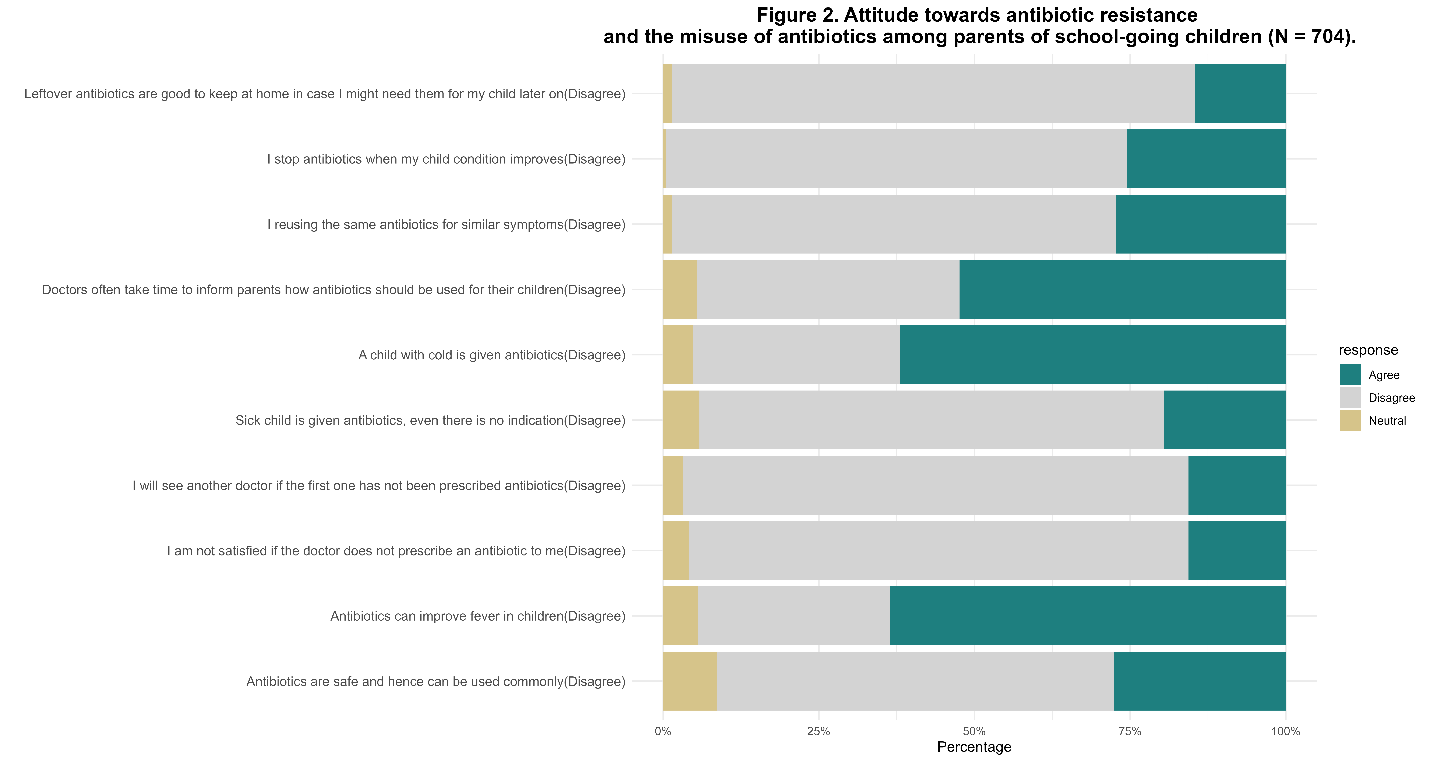 Figure 2. Attitude towards antibiotic resistance
and the misuse of antibiotics among parents of school-going children (N = 704).
Leftover antibiotics are good to keep at home in case I might need them for my child later on(Disagree)
I stop antibiotics when my child condition improves(Disagree)
I reusing the same antibiotics for similar symptoms(Disagree)
Doctors often take time to inform parents how antibiotics should be used for their children(Disagree)
A child with cold is given antibiotics(Disagree)
Sick child is given antibiotics, even there is no indication(Disagree)
I will see another doctor if the first one has not been prescribed antibiotics(Disagree)
I am not satisfied if the doctor does not prescribe an antibiotic to me(Disagree)
Antibiotics can improve fever in children(Disagree)
Antibiotics are safe and hence can be used commonly(Disagree)
0% 25% 50% 75% 100%
Percentage
response
Agree
Disagree
Neutral